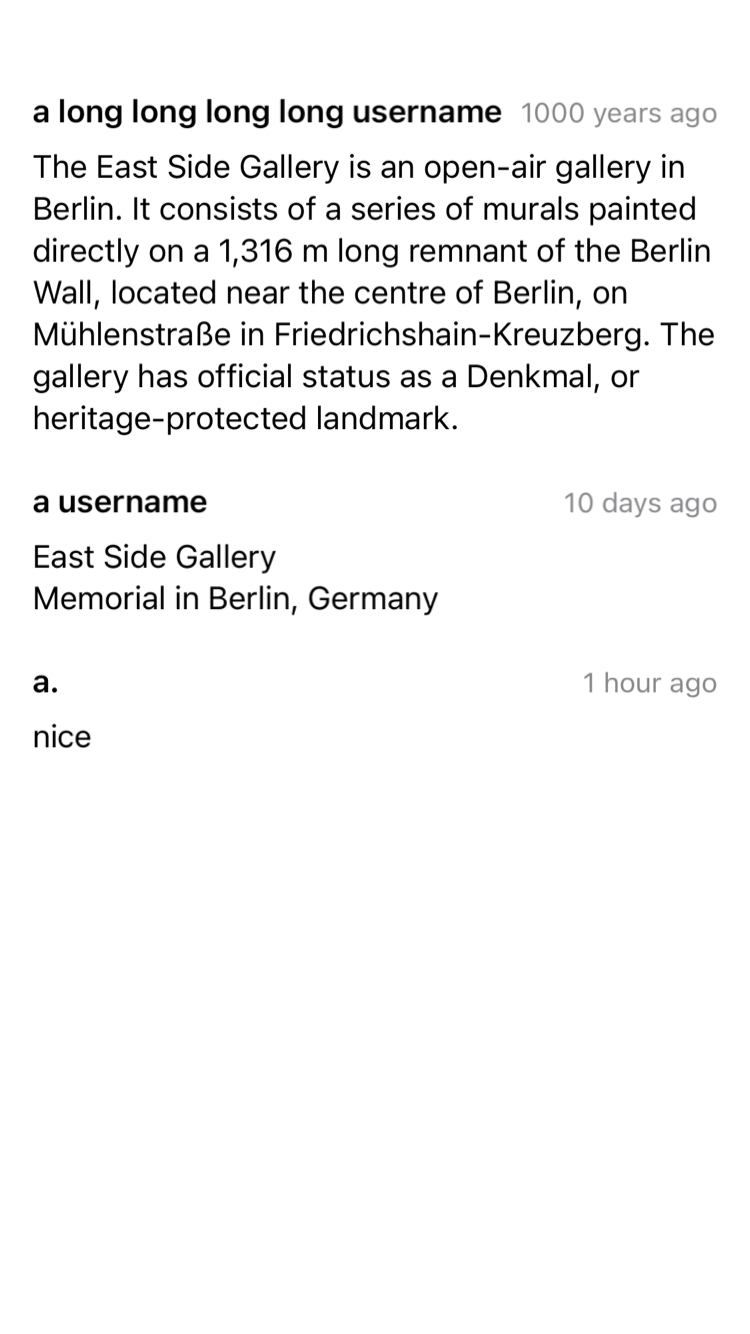 a long long long long username 1000 years ago
The East Side Gallery is an open-air gallery in
Berlin. It consists of a series of murals painted
directly on a 1,316 m long remnant of the Berlin
Wall, located near the centre of Berlin, on
Mühlenstraße in Friedrichshain-Kreuzberg. The
gallery has official status as a Denkmal, or
heritage-protected landmark.
a username 10 days ago
East Side Gallery
Memorial in Berlin, Germany
a. 1 hour ago
nice